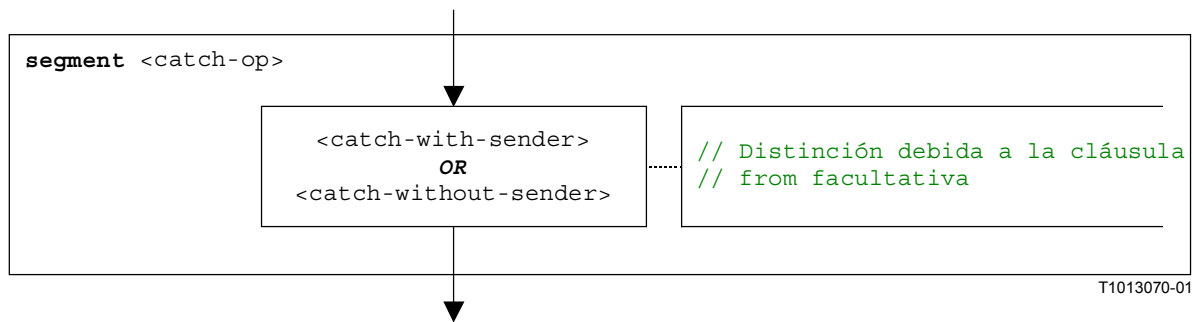 segment <catch-op>
<catch-with-sender>
OR
<catch-without-sender>
// Distinción debida a la cláusula
// from facultativa
T1013070-01